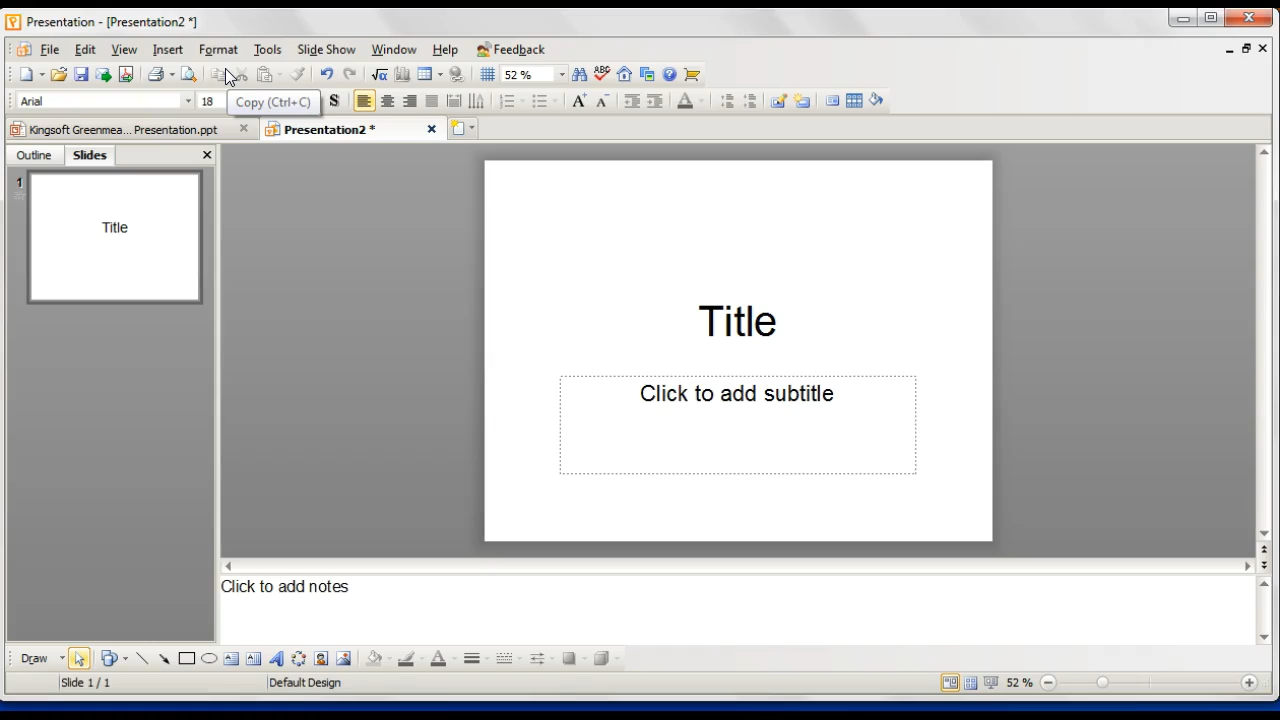 Presentation - [Presentation2 *]
File Edit View Insert Format Tools Slide Show Window Help Feedback
52 %
Arial 18 Copy (Ctrl+C) S
Kingsoft Greenmea... Presentation.ppt Presentation2 *
Outline Slides
1
Title
Title
Click to add subtitle
Click to add notes
Draw
Slide 1 / 1 Default Design 52 %